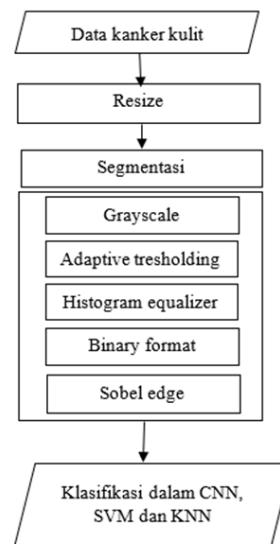 Data kanker kulit
Resize
Segmentasi
Grayscale
Adaptive tresholding
Histogram equalizer
Binary format
Sobel edge
Klasifikasi dalam CNN,
SVM dan KNN